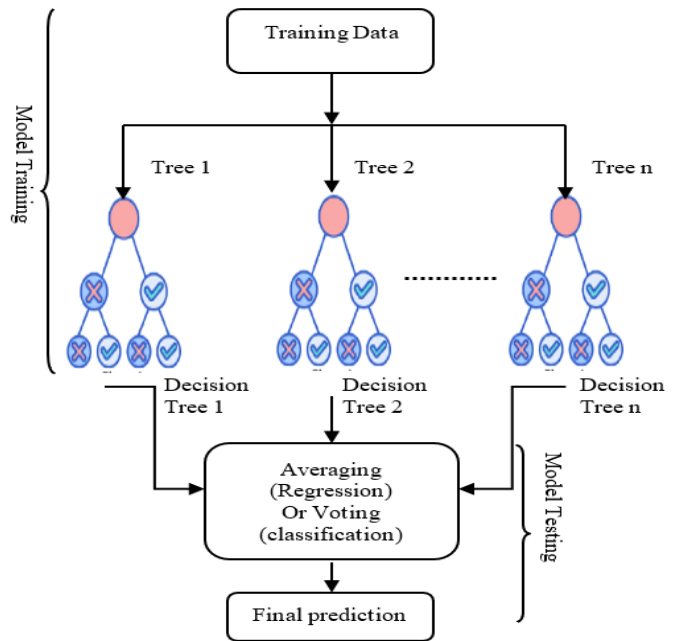 Training Data
Model Training
Tree 1
Tree 2
Tree n
Decision
Tree 1
Decision
Tree 2
Decision
Tree n
Averaging
(Regression)
Or Voting
(classification)
Model Testing
Final prediction